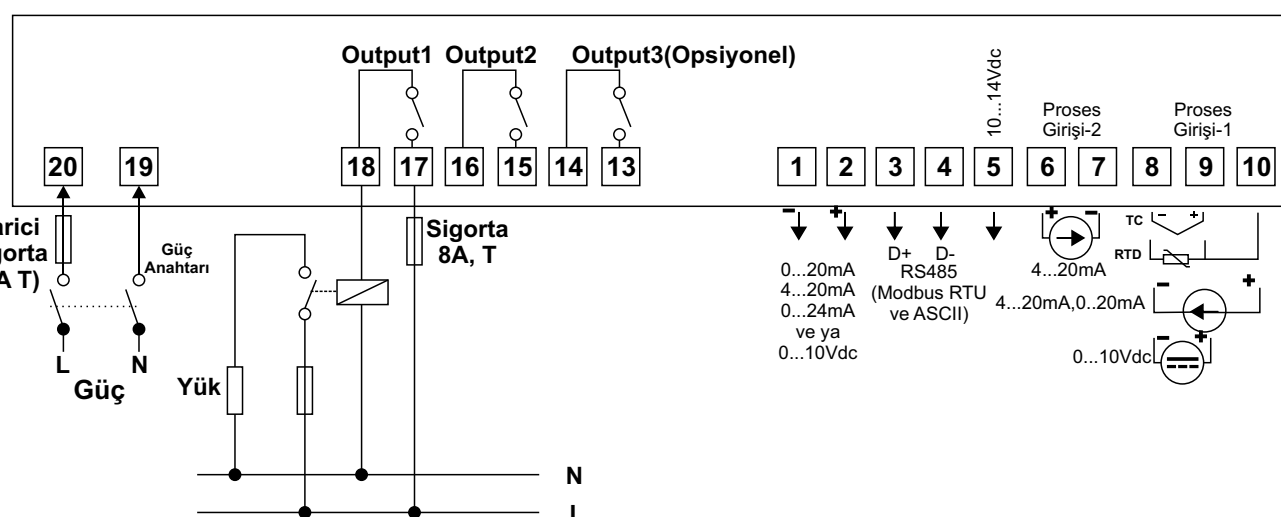 Output1 Output2 Output3(Opsiyonel)
10...14Vdc
Proses
Girişi-2
Proses
Girişi-1
20 19 18 17 16 15 14 13 1 2 3 4 5 6 7 8 9 10
Güç
Anahtarı
L N
Güç
Sigorta
8A, T
Yük
N
- +
0...20mA
4...20mA
0...24mA
ve ya
0...10Vdc
D+ D-
RS485
(Modbus RTU
ve ASCII)
+ -
4...20mA
TC - +
RTD
4...20mA,0..20mA - +
0...10Vdc - +